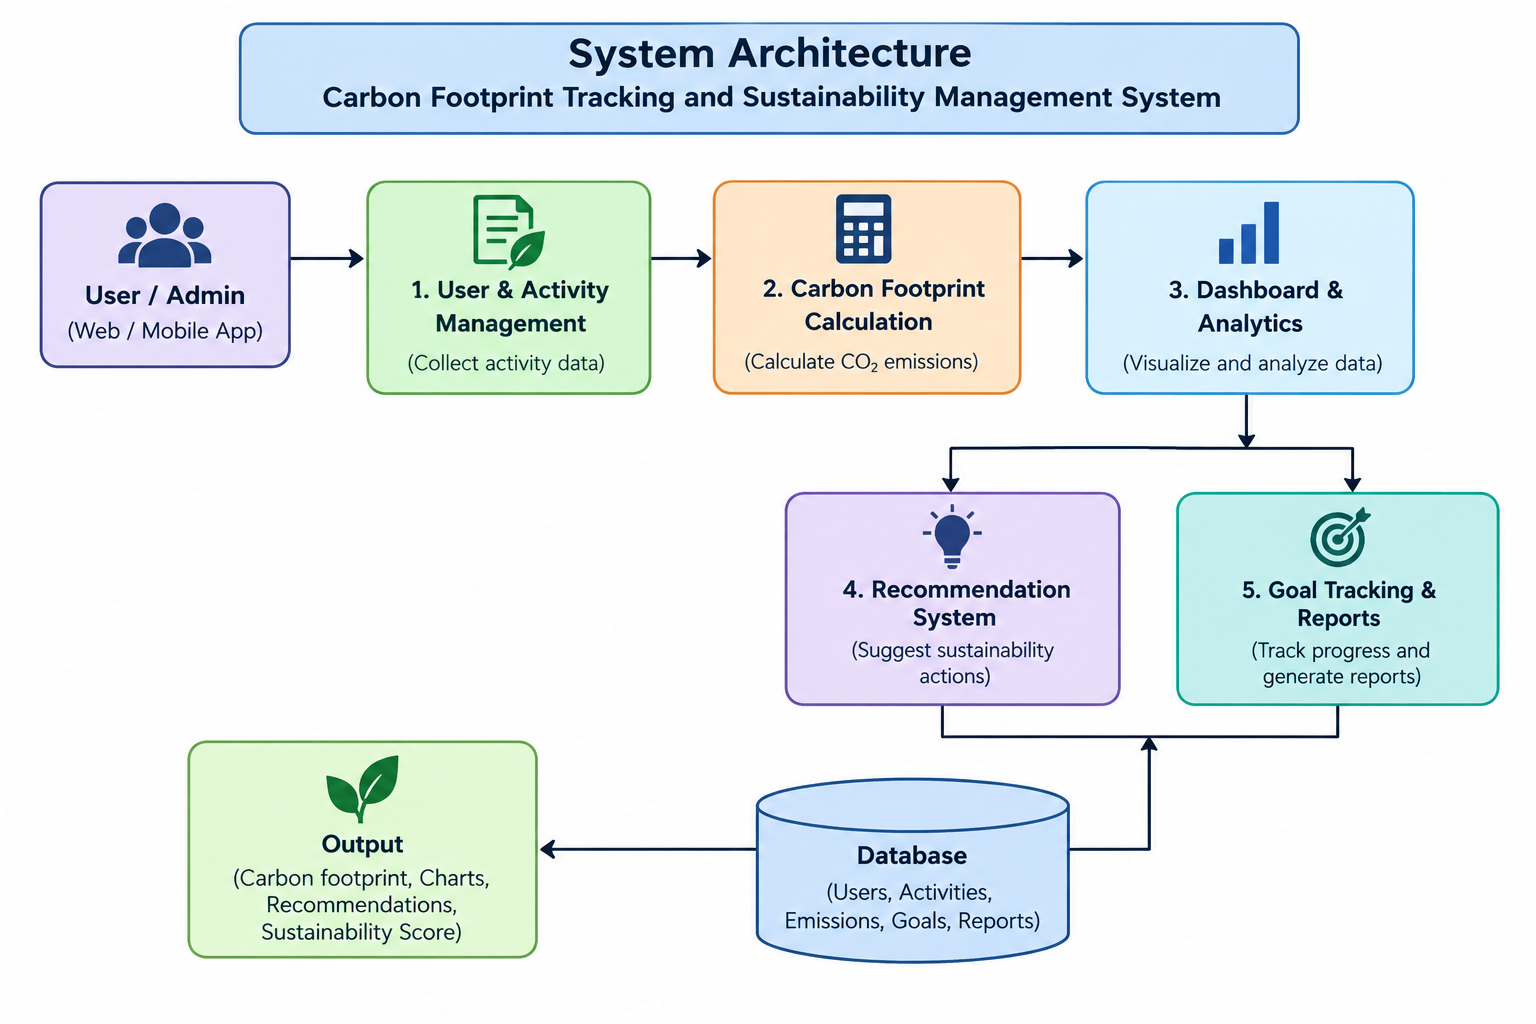 System Architecture
Carbon Footprint Tracking and Sustainability Management System
User / Admin
(Web / Mobile App)
1. User & Activity
Management
(Collect activity data)
2. Carbon Footprint
Calculation
(Calculate CO₂ emissions)
3. Dashboard &
Analytics
(Visualize and analyze data)
4. Recommendation
System
(Suggest sustainability
actions)
5. Goal Tracking &
Reports
(Track progress and
generate reports)
Output
(Carbon footprint, Charts,
Recommendations,
Sustainability Score)
Database
(Users, Activities,
Emissions, Goals, Reports)